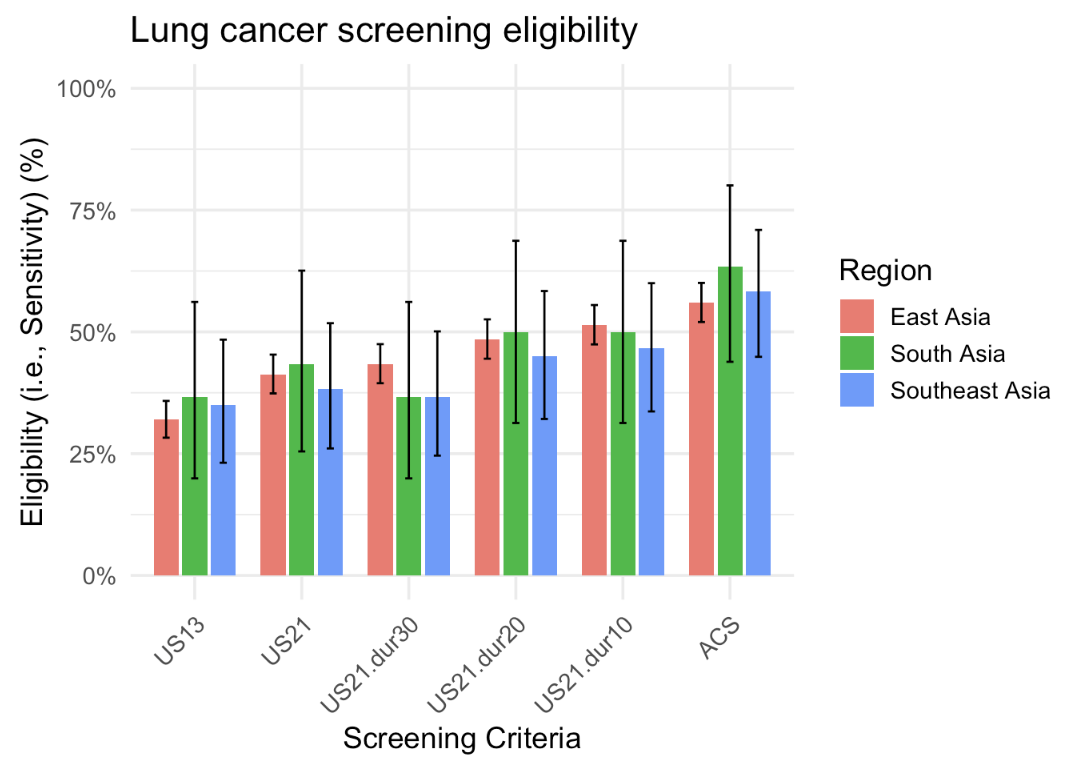 Lung cancer screening eligibility
Eligibility (i.e., Sensitivity) (%)
100%
75%
50%
25%
0%
US13
US21
US21.dur30
US21.dur20
US21.dur10
ACS
Screening Criteria
Region
East Asia
South Asia
Southeast Asia